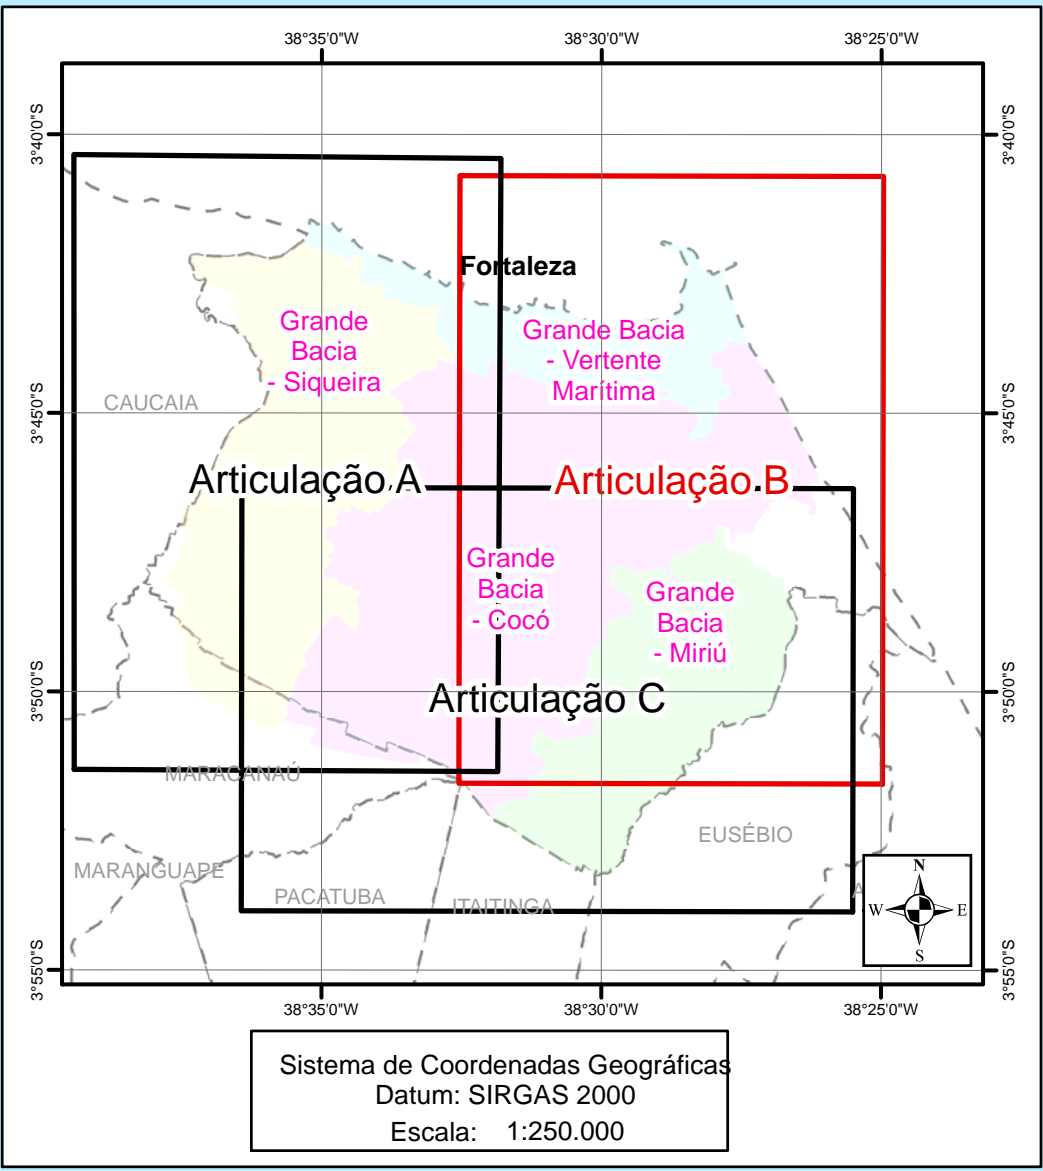 38°35'0"W
38°30'0"W
38°25'0"W
3°40'0"S
3°40'0"S
Fortaleza
Grande
Bacia
- Siqueira
Grande Bacia
- Vertente
Marítima
CAUCAIA
3°45'0"S
3°45'0"S
Articulação A
Articulação B
Grande
Bacia
- Cocó
Grande
Bacia
- Miriú
3°50'0"S
3°50'0"S
Articulação C
MARACANAÚ
EUSÉBIO
MARANGUAPE
PACATUBA
ITAITINGA
A
N
W
E
S
3°55'0"S
3°55'0"S
38°35'0"W
38°30'0"W
38°25'0"W
Sistema de Coordenadas Geográficas
Datum: SIRGAS 2000
Escala: 1:250.000